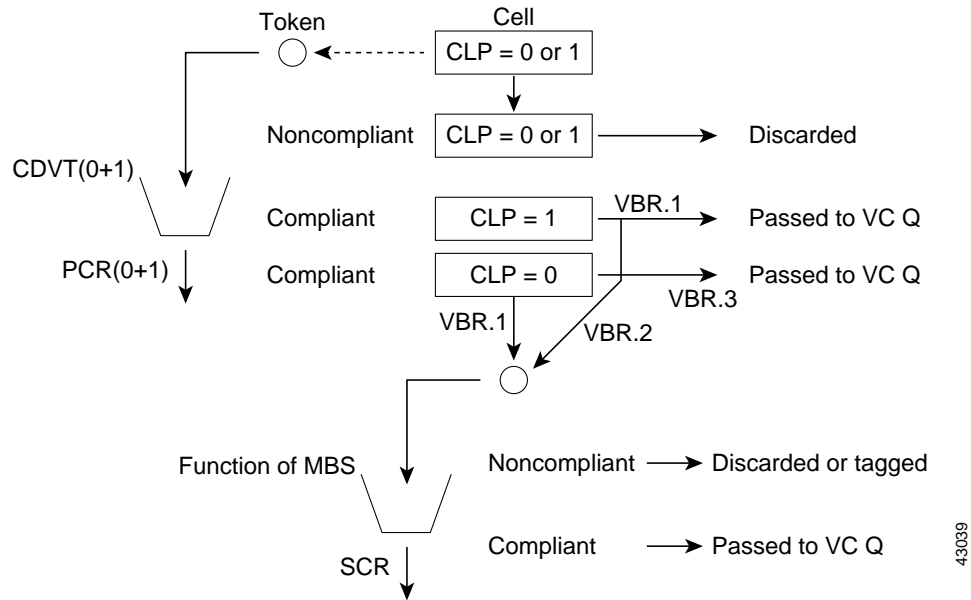 Token
Cell
CLP = 0 or 1
Noncompliant
CLP = 0 or 1
Discarded
CDVT(0+1)
Compliant
CLP = 1
VBR.1
Passed to VC Q
PCR(0+1)
Compliant
CLP = 0
Passed to VC Q
VBR.3
VBR.1
VBR.2
Function of MBS
Noncompliant
Discarded or tagged
Compliant
Passed to VC Q
SCR
43039